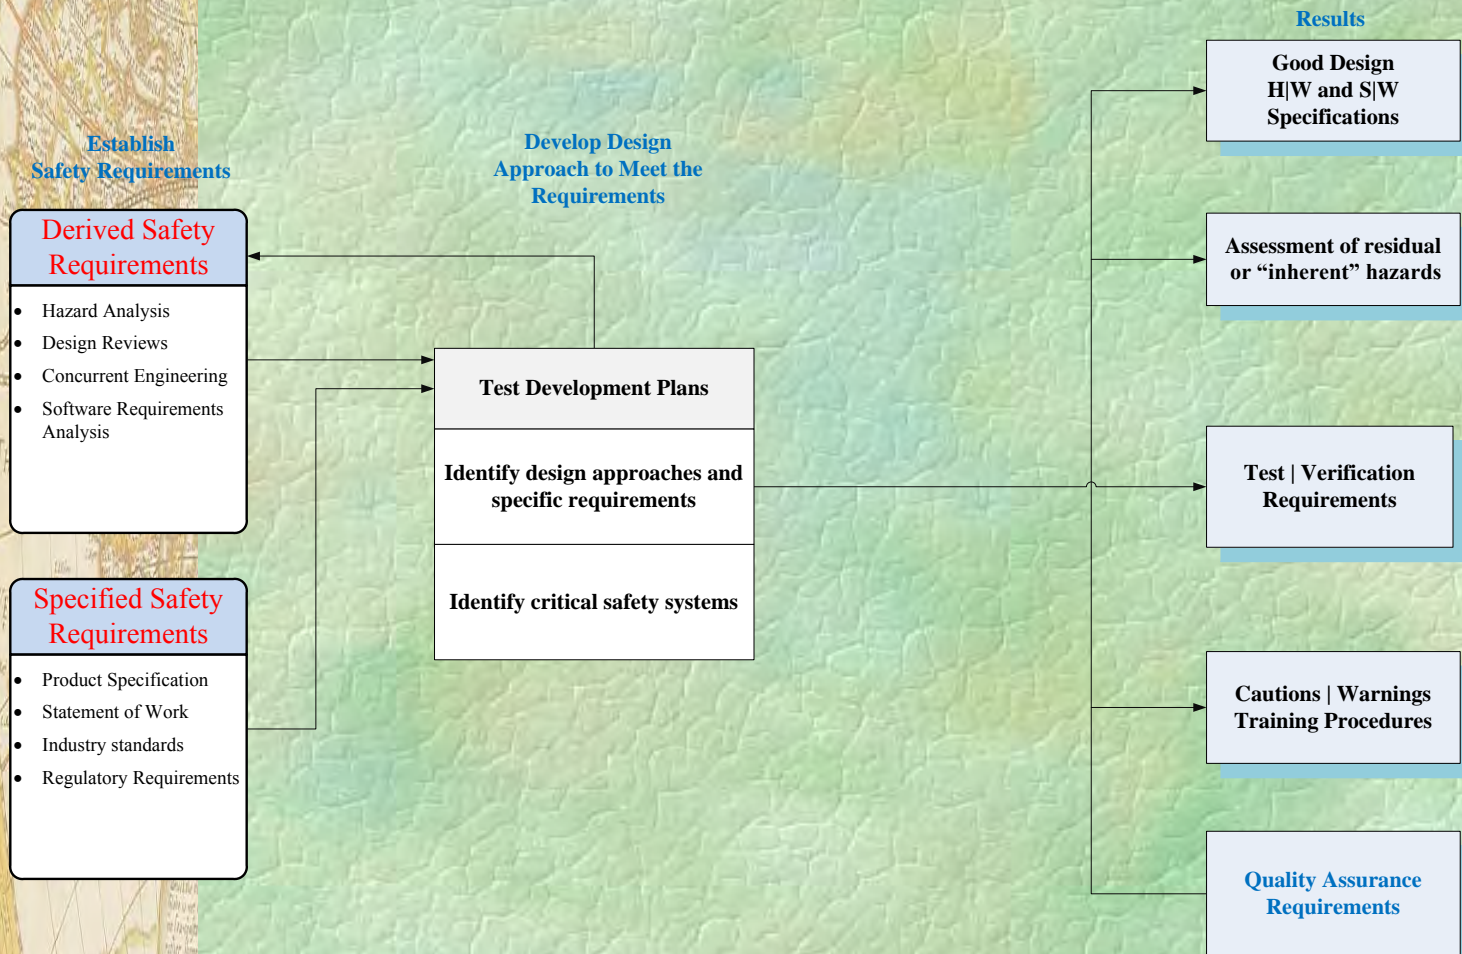 Results
Good Design
H|W and S|W
Specifications
Establish
Safety Requirements
Develop Design
Approach to Meet the
Requirements
Derived Safety
Requirements
• Hazard Analysis
• Design Reviews
• Concurrent Engineering
• Software Requirements
Analysis
Assessment of residual
or “inherent” hazards
Test Development Plans
Identify design approaches and
specific requirements
Identify critical safety systems
Test | Verification
Requirements
Specified Safety
Requirements
• Product Specification
• Statement of Work
• Industry standards
• Regulatory Requirements
Cautions | Warnings
Training Procedures
Quality Assurance
Requirements